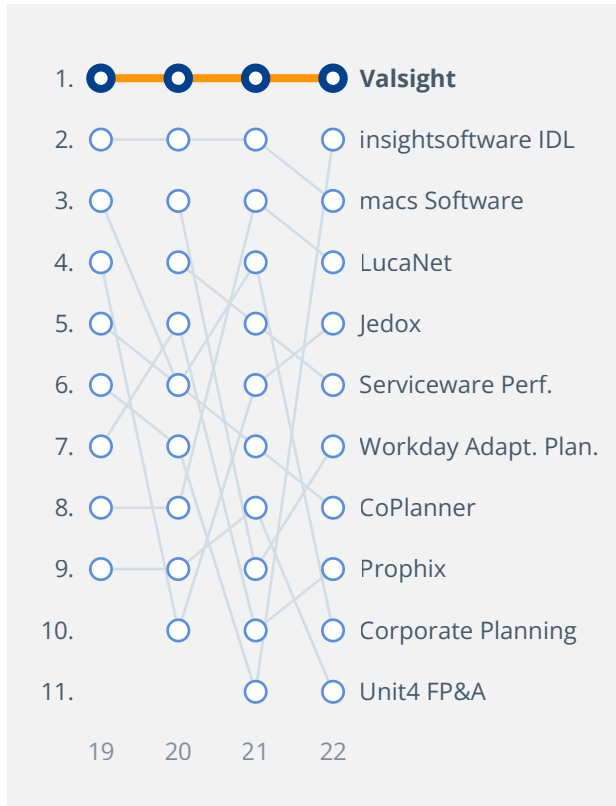 1. Valsight
2. insightsoftware IDL
3. macs Software
4. LucaNet
5. Jedox
6. Serviceware Perf.
7. Workday Adapt. Plan.
8. CoPlanner
9. Prophix
10. Corporate Planning
11. Unit4 FP&A
19 20 21 22